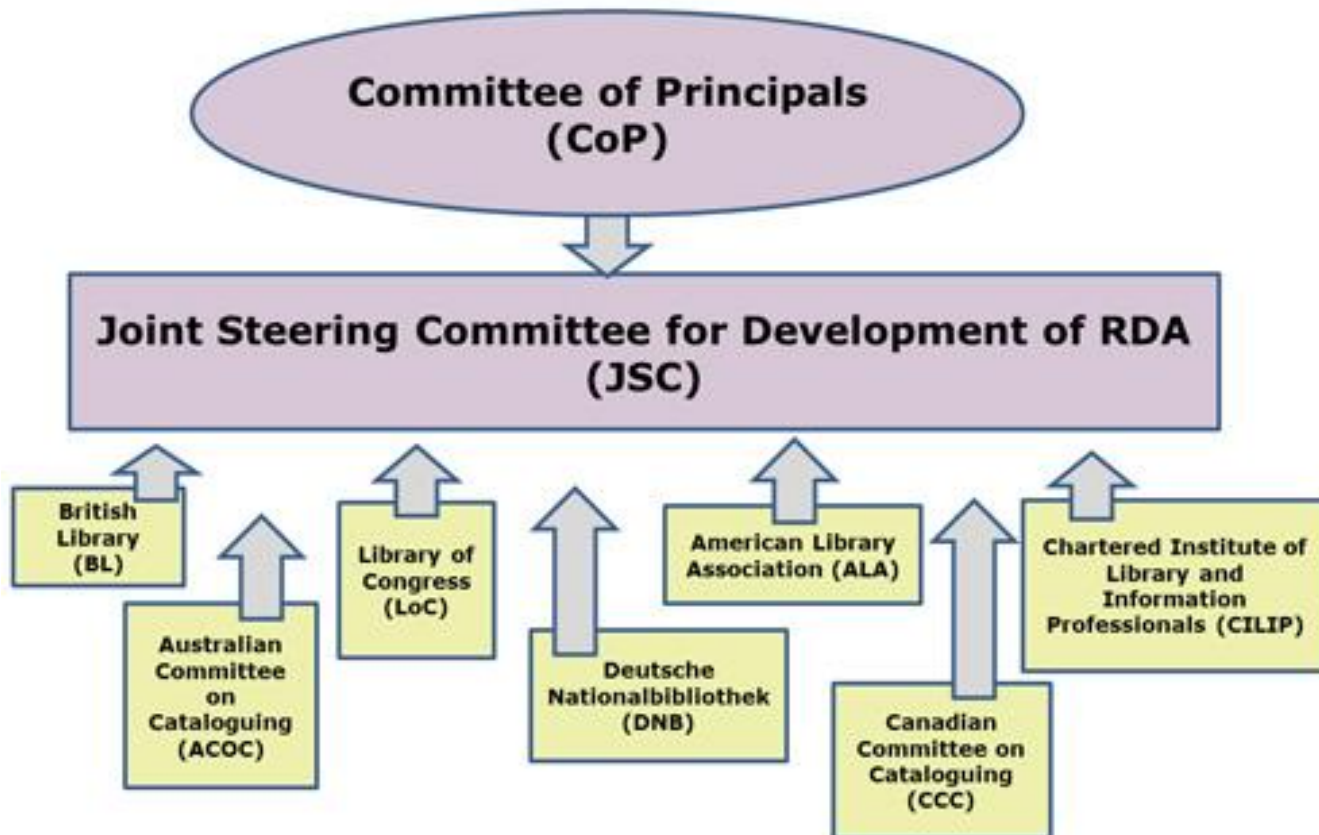 Committee of Principals
(CoP)
Joint Steering Committee for Development of RDA
(JSC)
British
Library
(BL)
Australian
Committee
on
Cataloguing
(ACOC)
Library of
Congress
(LoC)
Deutsche
Nationalbibliothek
(DNB)
American Library
Association (ALA)
Canadian
Committee on
Cataloguing
(CCC)
Chartered Institute of
Library and
Information
Professionals (CILIP)